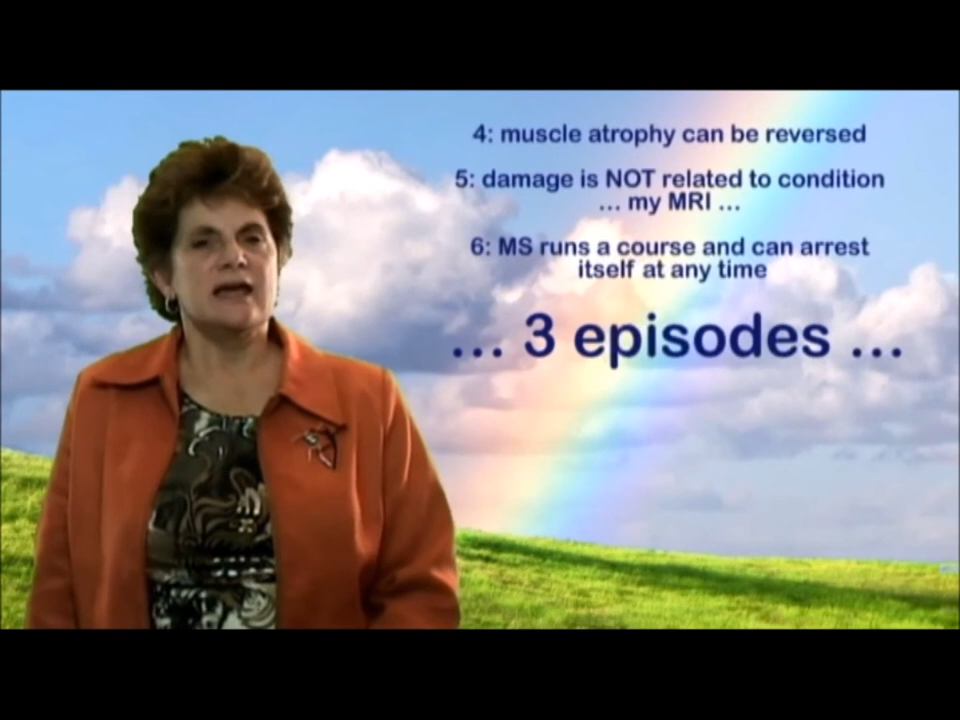 4: muscle atrophy can be reversed
5: damage is NOT related to condition
... my MRI ...
6: MS runs a course and can arrest
itself at any time
... 3 episodes ...